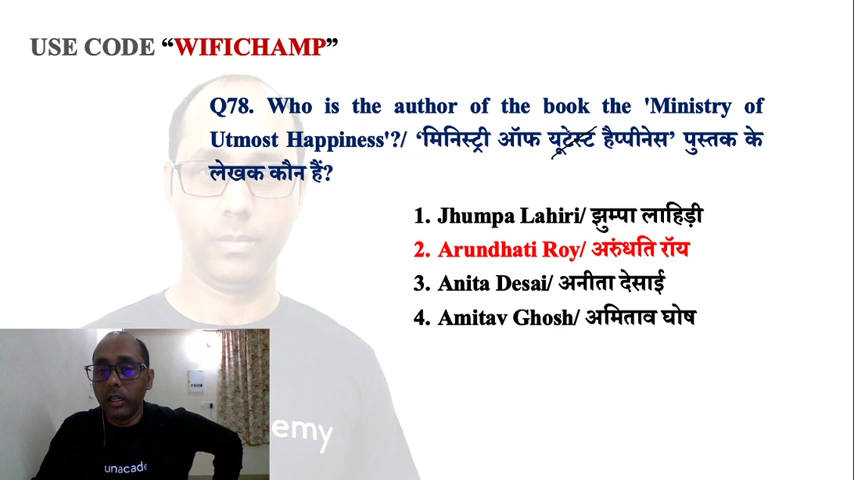 USE CODE “WIFICHAMP”
Q78. Who is the author of the book the 'Ministry of
Utmost Happiness'?/ ‘मिनिस्ट्री ऑफ यूटेस्ट हैप्पीनेस’ पुस्तक के
लेखक कौन हैं?
1. Jhumpa Lahiri/ झुम्पा लाहिड़ी
2. Arundhati Roy/ अरुंधति रॉय
3. Anita Desai/ अनीता देसाई
4. Amitav Ghosh/ अमिताव घोष
emy
unacade